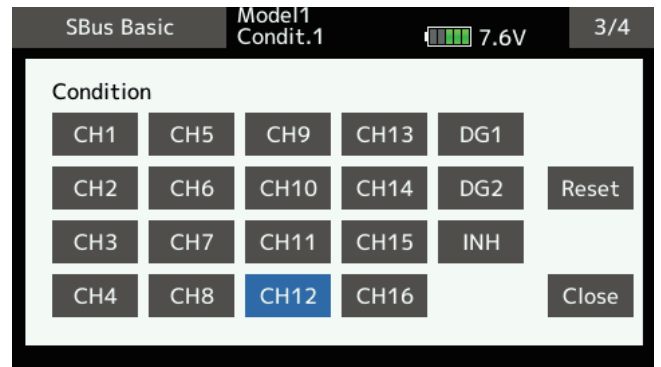 SBus Basic
Model1
Condit.1
7.6V
3/4
Condition
CH1 CH5 CH9 CH13 DG1
CH2 CH6 CH10 CH14 DG2 Reset
CH3 CH7 CH11 CH15 INH
CH4 CH8 CH12 CH16 Close